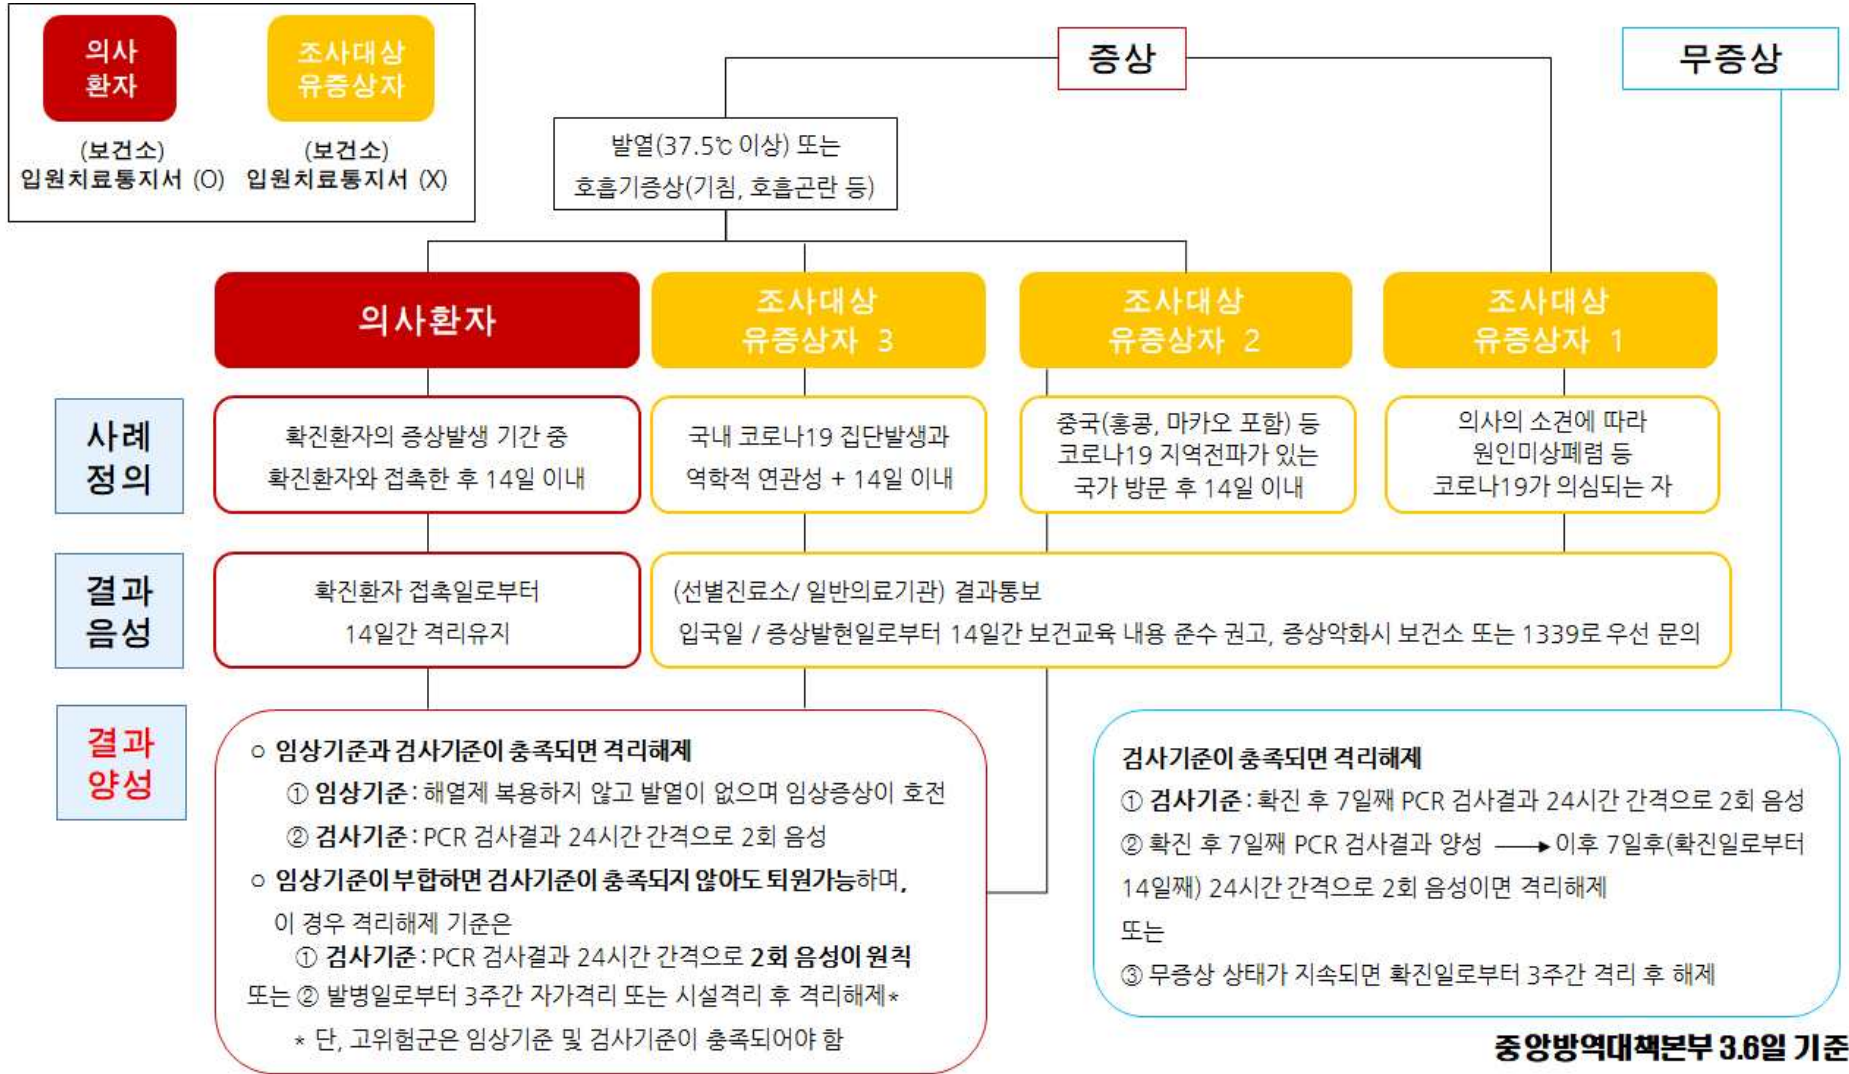 의사
환자
조사대상
유증상자
(보건소)
입원치료통지서 (O)
(보건소)
입원치료통지서 (X)
증상
무증상
발열(37.5℃ 이상) 또는
호흡기증상(기침, 호흡곤란 등)
의사환자
조사대상
유증상자 3
조사대상
유증상자 2
조사대상
유증상자 1
사례
정의
확진환자의 증상발생 기간 중
확진환자와 접촉한 후 14일 이내
국내 코로나19 집단발생과
역학적 연관성 + 14일 이내
중국(홍콩, 마카오 포함) 등
코로나19 지역전파가 있는
국가 방문 후 14일 이내
의사의 소견에 따라
원인미상폐렴 등
코로나19가 의심되는 자
결과
음성
확진환자 접촉일로부터
14일간 격리유지
(선별진료소/ 일반의료기관) 결과통보
입국일 / 증상발현일로부터 14일간 보건교육 내용 준수 권고, 증상악화시 보건소 또는 1339로 우선 문의
결과
양성
○ 임상기준과 검사기준이 충족되면 격리해제
① 임상기준 : 해열제 복용하지 않고 발열이 없으며 임상증상이 호전
② 검사기준 : PCR 검사결과 24시간 간격으로 2회 음성
○ 임상기준이 부합하면 검사기준이 충족되지 않아도 퇴원가능하며,
이 경우 격리해제 기준은
① 검사기준 : PCR 검사결과 24시간 간격으로 2회 음성이 원칙
또는 ② 발병일로부터 3주간 자가격리 또는 시설격리 후 격리해제*
* 단, 고위험군은 임상기준 및 검사기준이 충족되어야 함
검사기준이 충족되면 격리해제
① 검사기준 : 확진 후 7일째 PCR 검사결과 24시간 간격으로 2회 음성
② 확진 후 7일째 PCR 검사결과 양성 → 이후 7일후(확진일로부터
14일째) 24시간 간격으로 2회 음성이면 격리해제
또는
③ 무증상 상태가 지속되면 확진일로부터 3주간 격리 후 해제
중앙방역대책본부 3.6일 기준